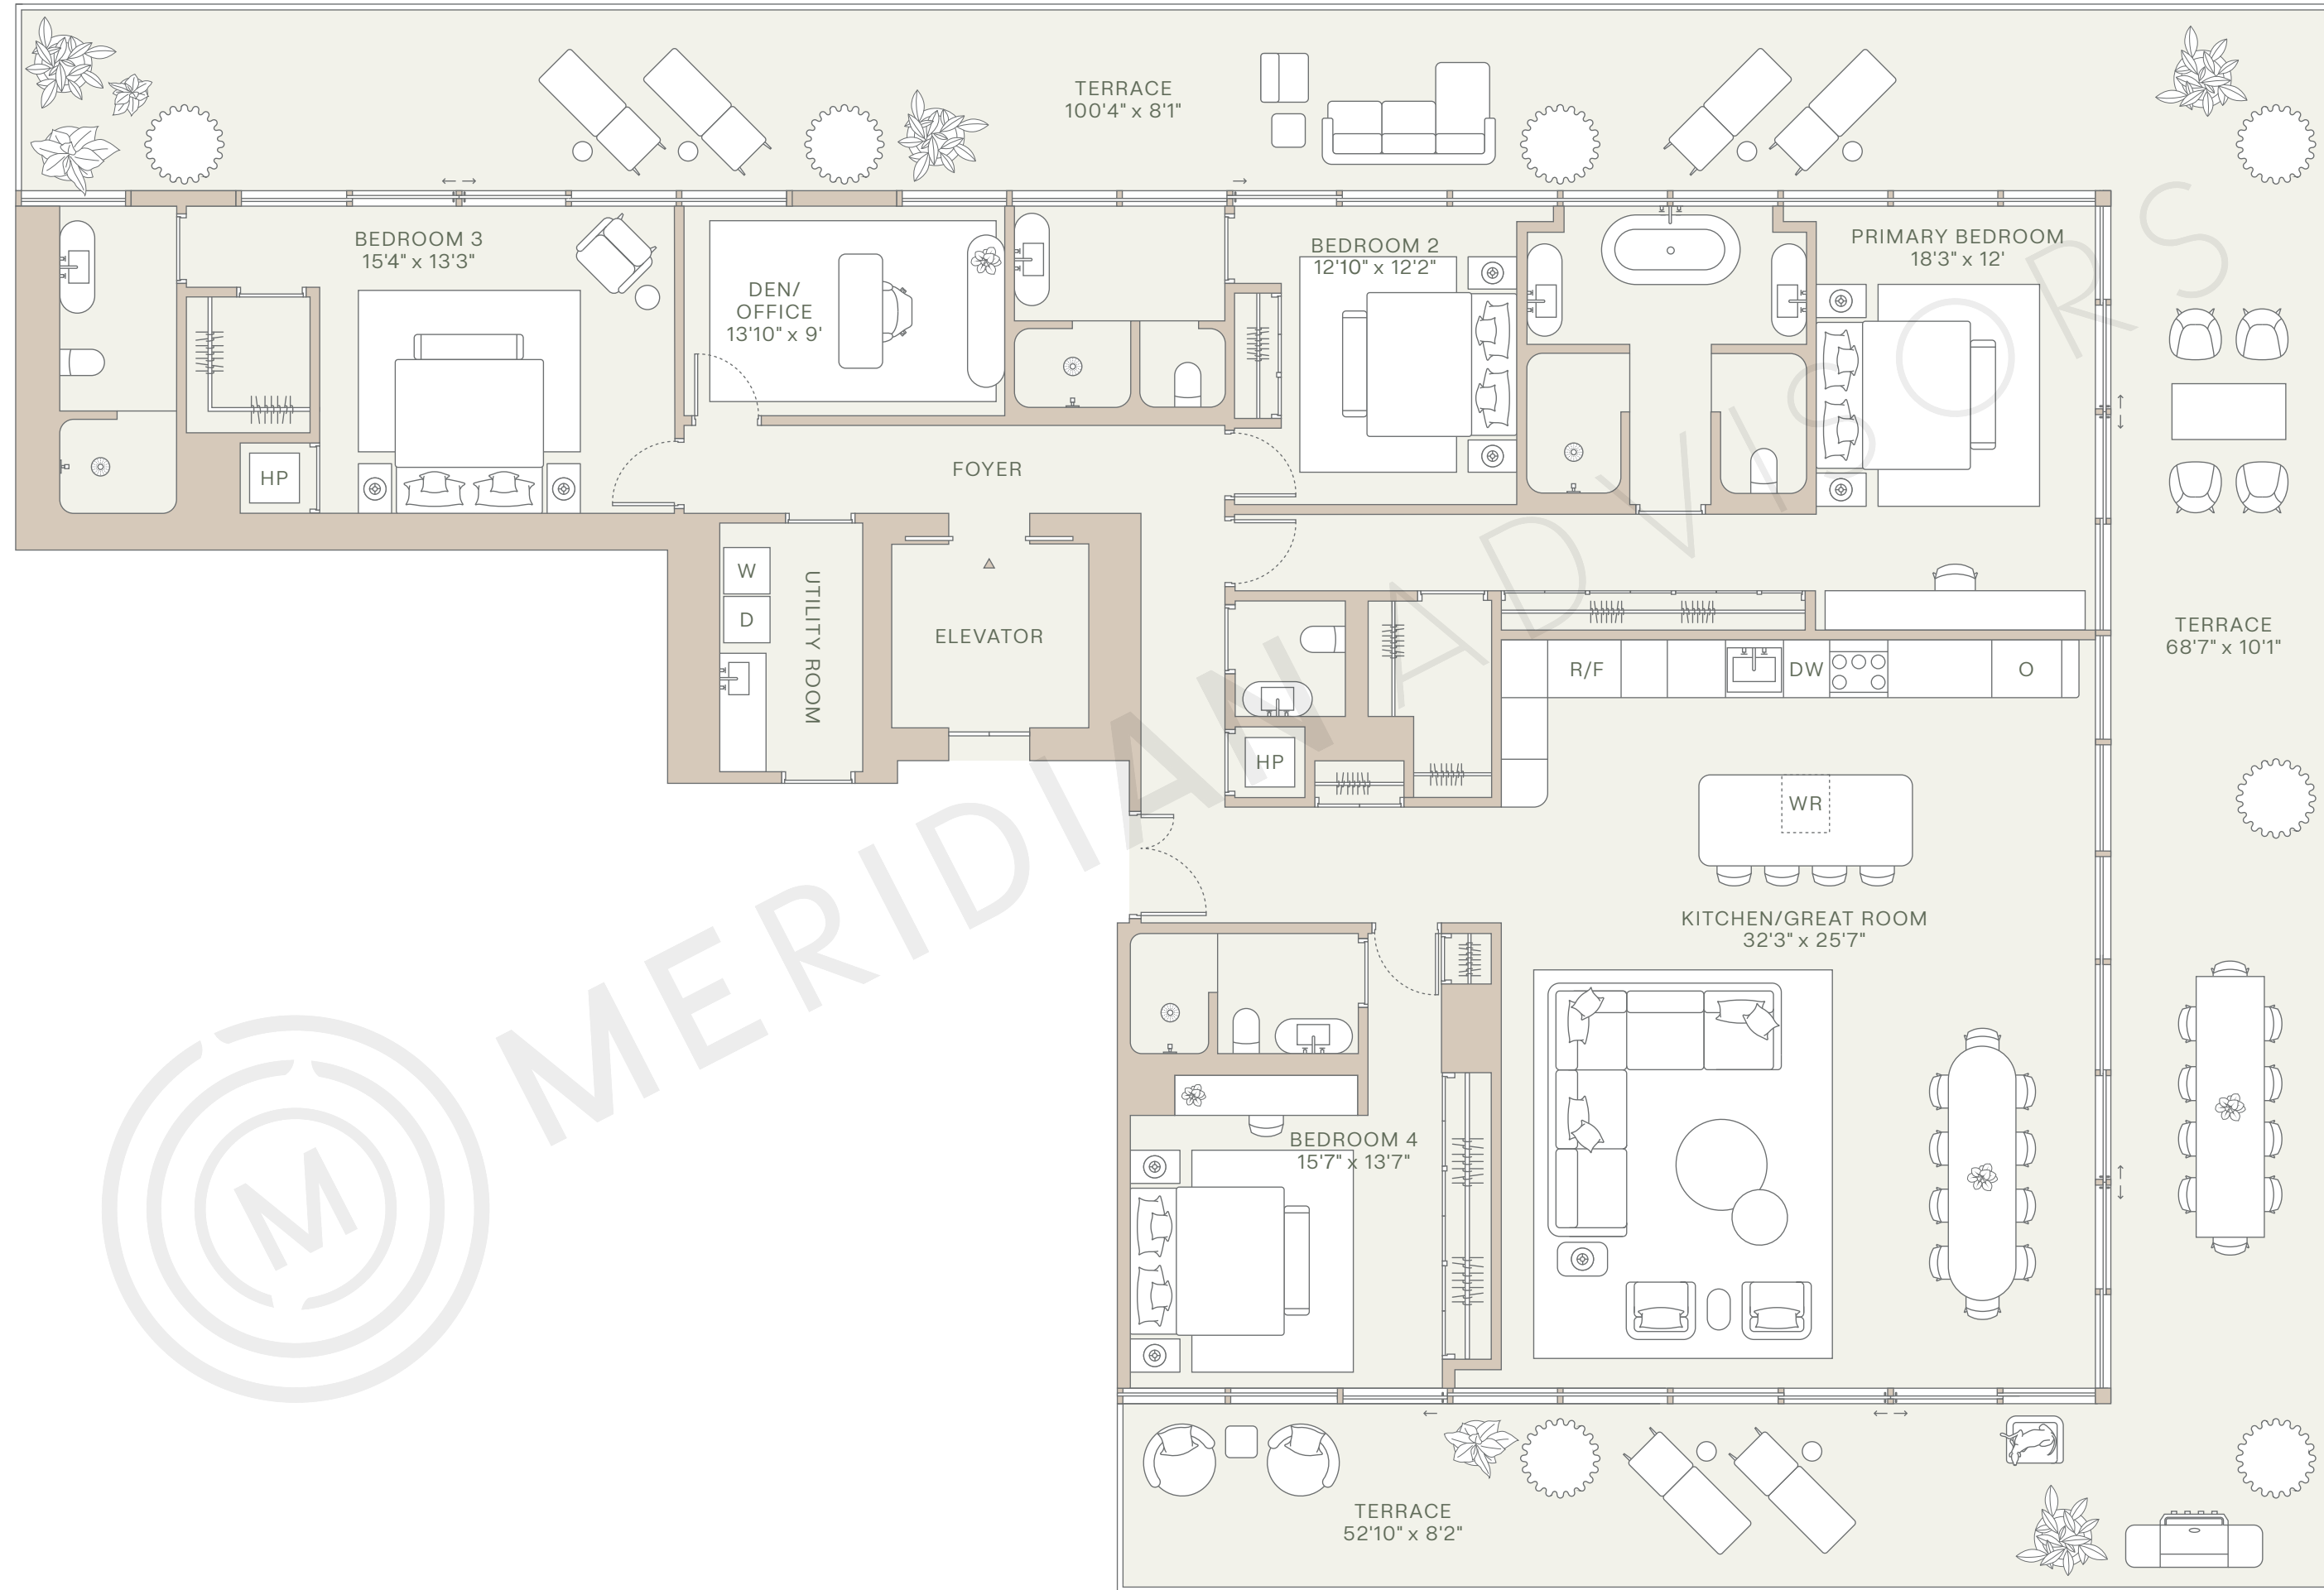 TERRACE
100'4" x 8'1"
BEDROOM 3
15'4" x 13'3"
DEN/
OFFICE
13'10" x 9'
BEDROOM 2
12'10" x 12'2"
PRIMARY BEDROOM
18'3" x 12'
HP
FOYER
W
D
UTILITY ROOM
ELEVATOR
TERRACE
68'7" x 10'1"
R/F
DW
O
HP
WR
KITCHEN/GREAT ROOM
32'3" x 25'7"
BEDROOM 4
15'7" x 13'7"
TERRACE
52'10" x 8'2"
M
MERIDIAN ADVISORS